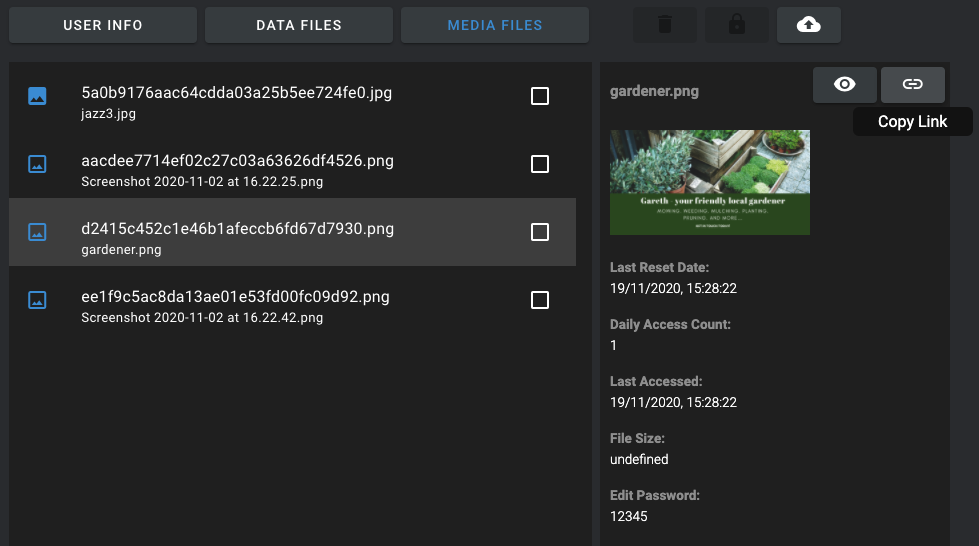 USER INFO
DATA FILES
MEDIA FILES
5a0b9176aac64cdda03a25b5ee724fe0.jpg
jazz3.jpg
aacdee7714ef02c27c03a63626df4526.png
Screenshot 2020-11-02 at 16.22.25.png
d2415c452c1e46b1afeccb6fd67d7930.png
gardener.png
ee1f9c5ac8da13ae01e53fd00fc09d92.png
Screenshot 2020-11-02 at 16.22.42.png
gardener.png
Copy Link
Gareth - your friendly local gardener
MOWING, WEEDING, MULCHING, PLANTING,
PRUNING, AND MORE...
Last Reset Date:
19/11/2020, 15:28:22
Daily Access Count:
1
Last Accessed:
19/11/2020, 15:28:22
File Size:
undefined
Edit Password:
12345